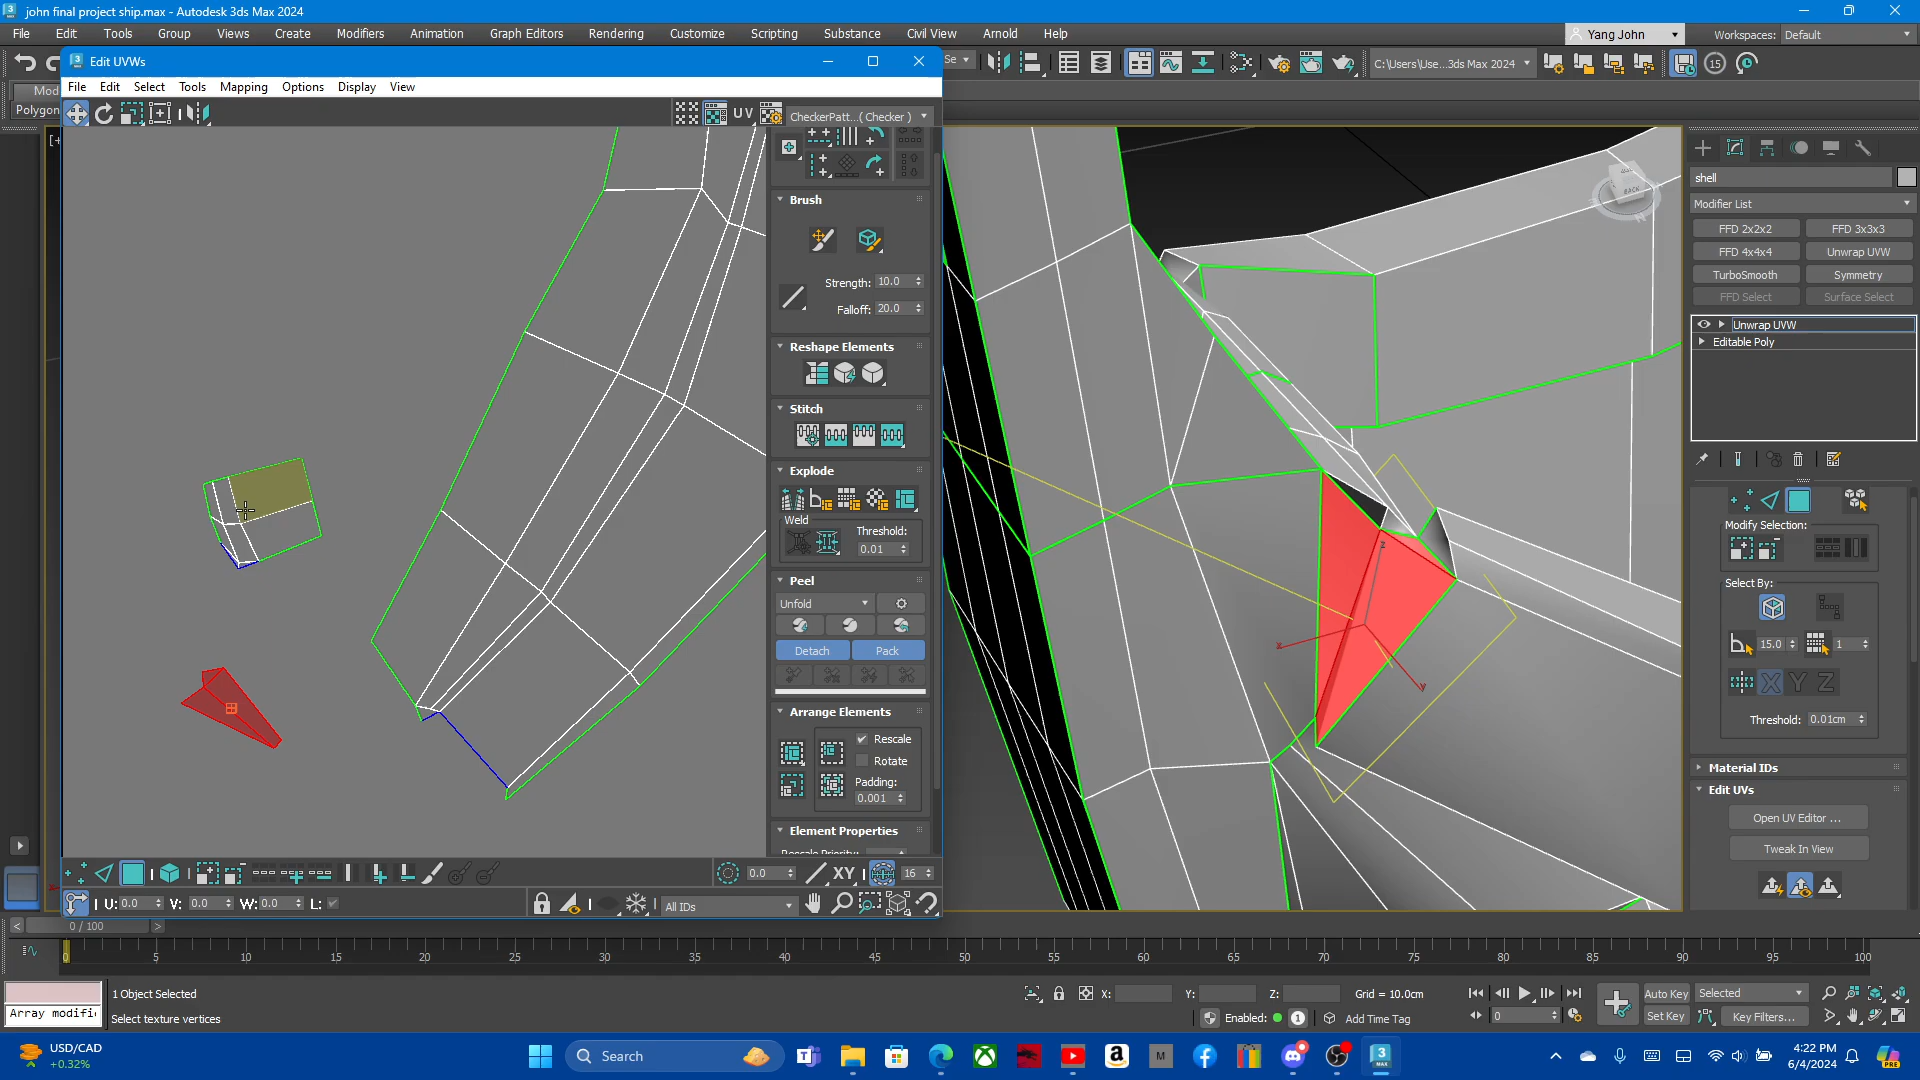 john final project ship.max - Autodesk 3ds Max 2024
File Edit Tools Group Views Create Modifiers Animation Graph Editors Rendering Customize Scripting Substance Civil View Arnold Help
Yang John
Workspaces: Default
Edit UVWs
Se
C:\Users\Use...3ds Max 2024
15
Mod
Polygon
File Edit Select Tools Mapping Options Display View
UV
CheckerPatt...( Checker )
Brush
Strength: 10.0
Falloff: 20.0
Reshape Elements
Stitch
Explode
Weld
Threshold:
0.01
Peel
Unfold
Detach Pack
Arrange Elements
Rescale
Rotate
Padding:
0.001
Element Properties
All IDs
0.0
XY
16
U: 0.0 V: 0.0 W: 0.0 L:
BACK
z
x
y
shell
Modifier List
FFD 2x2x2 FFD 3x3x3
FFD 4x4x4 Unwrap UVW
TurboSmooth Symmetry
FFD Select Surface Select
Unwrap UVW
Editable Poly
Modify Selection:
Select By:
15.0 1
X Y Z
Threshold: 0.01cm
Material IDs
Edit UVs
Open UV Editor ...
Tweak In View
0 / 100
0 5 10 15 20 25 30 35 40 45 50 55 60 65 70 75 80 85 90 95 100
1 Object Selected
Array modifi
Select texture vertices
X: Y: Z: Grid = 10.0cm
Enabled: 1 Add Time Tag
0
Auto Key Selected
Set Key Key Filters...
USD/CAD
+0.32%
Search
4:22 PM
6/4/2024